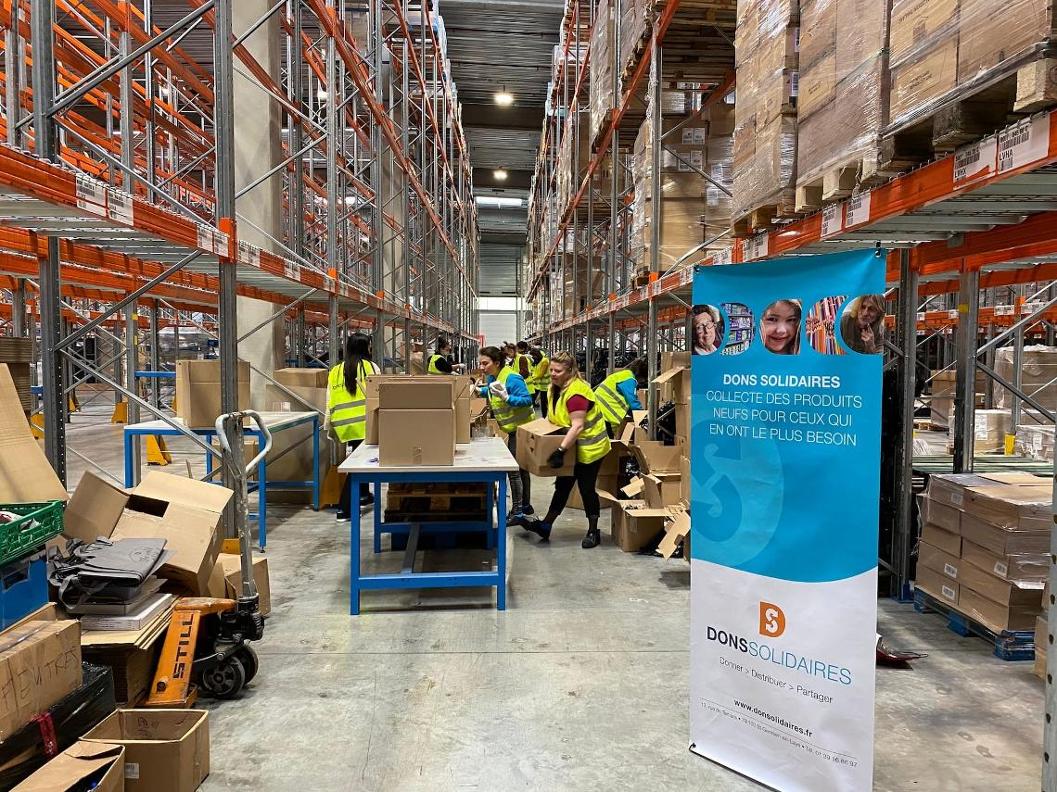 DONS SOLIDAIRES
COLLECTE DES PRODUITS
NEUFS POUR CEUX QUI
EN ONT LE PLUS BESOIN
DONSSOLIDAIRES
Donner > Distribuer > Partager
www.donsolidaires.fr
STILL